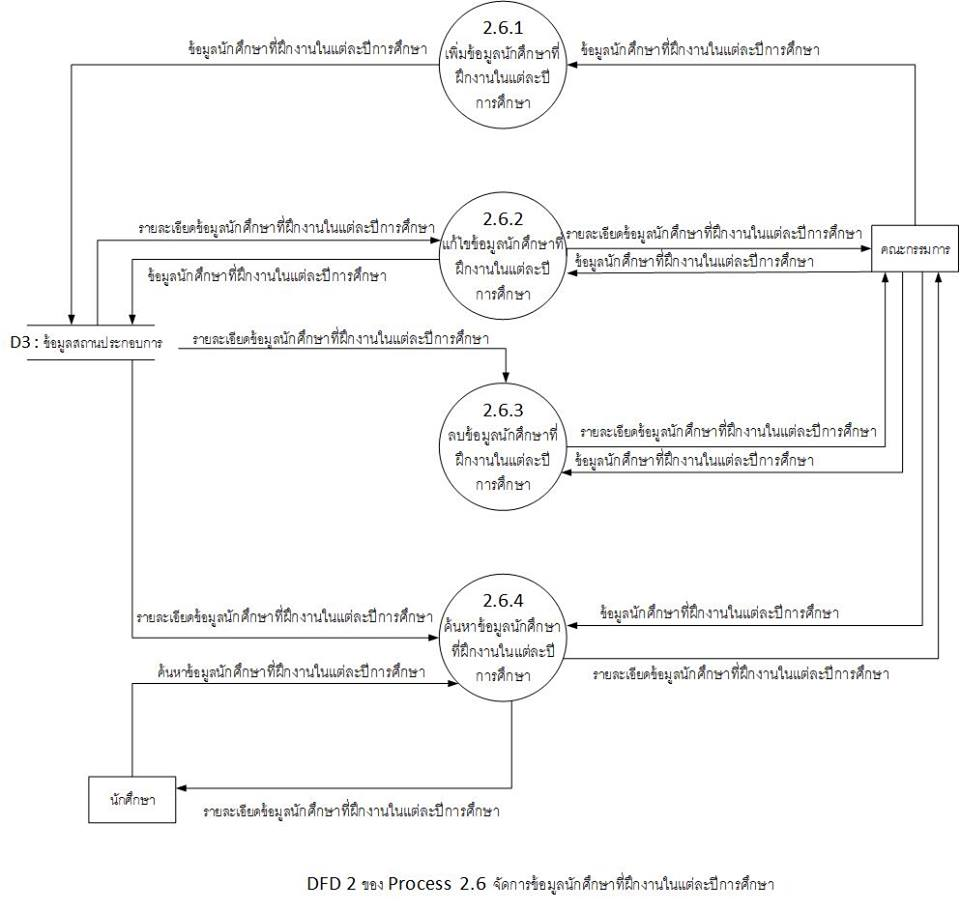 2.6.1
เพิ่มข้อมูลนักศึกษาที่
ฝึกงานในแต่ละปี
การศึกษา
ข้อมูลนักศึกษาที่ฝึกงานในแต่ละปีการศึกษา
ข้อมูลนักศึกษาที่ฝึกงานในแต่ละปีการศึกษา
2.6.2
แก้ไขข้อมูลนักศึกษาที่
ฝึกงานในแต่ละปี
การศึกษา
รายละเอียดข้อมูลนักศึกษาที่ฝึกงานในแต่ละปีการศึกษา
รายละเอียดข้อมูลนักศึกษาที่ฝึกงานในแต่ละปีการศึกษา
ข้อมูลนักศึกษาที่ฝึกงานในแต่ละปีการศึกษา
ข้อมูลนักศึกษาที่ฝึกงานในแต่ละปีการศึกษา
คณะกรรมการ
D3 : ข้อมูลสถานประกอบการ
รายละเอียดข้อมูลนักศึกษาที่ฝึกงานในแต่ละปีการศึกษา
2.6.3
ลบข้อมูลนักศึกษาที่
ฝึกงานในแต่ละปี
การศึกษา
รายละเอียดข้อมูลนักศึกษาที่ฝึกงานในแต่ละปีการศึกษา
ข้อมูลนักศึกษาที่ฝึกงานในแต่ละปีการศึกษา
2.6.4
ค้นหาข้อมูลนักศึกษา
ที่ฝึกงานในแต่ละปี
การศึกษา
รายละเอียดข้อมูลนักศึกษาที่ฝึกงานในแต่ละปีการศึกษา
ข้อมูลนักศึกษาที่ฝึกงานในแต่ละปีการศึกษา
ค้นหาข้อมูลนักศึกษาที่ฝึกงานในแต่ละปีการศึกษา
รายละเอียดข้อมูลนักศึกษาที่ฝึกงานในแต่ละปีการศึกษา
นักศึกษา
รายละเอียดข้อมูลนักศึกษาที่ฝึกงานในแต่ละปีการศึกษา
DFD 2 ของ Process 2.6 จัดการข้อมูลนักศึกษาที่ฝึกงานในแต่ละปีการศึกษา